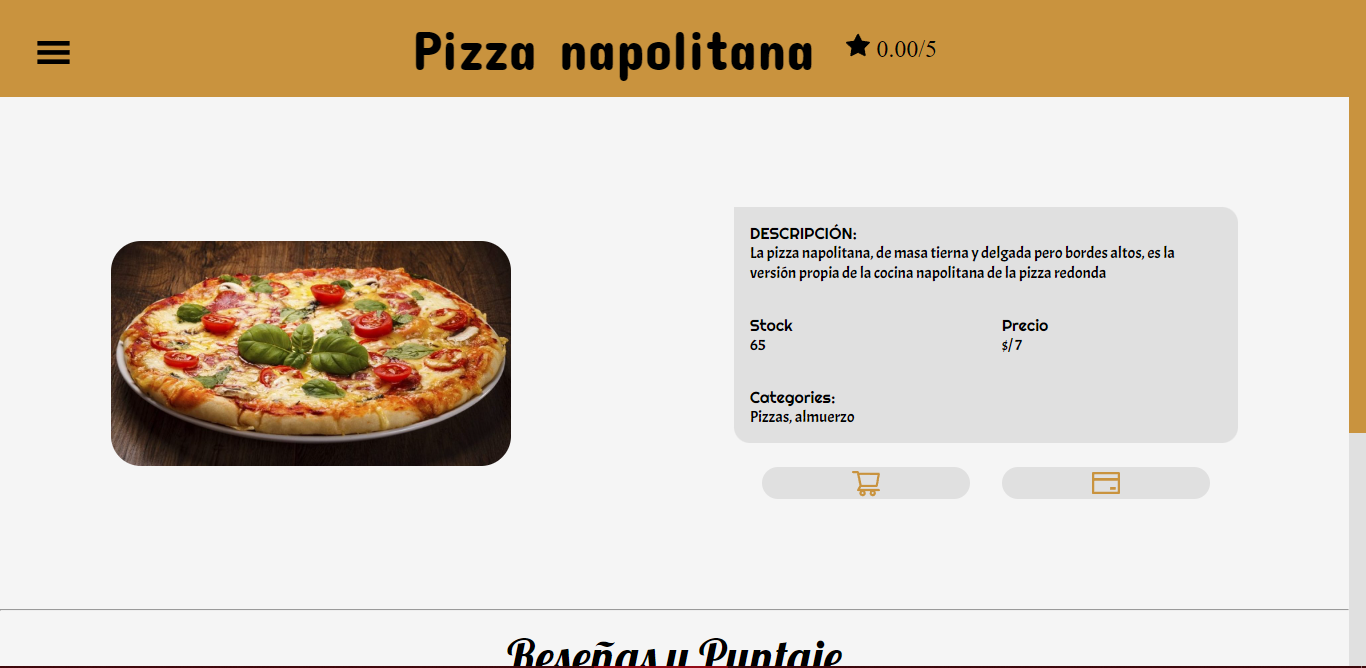 Pizza napolitana
0.00/5
DESCRIPCIÓN:
La pizza napolitana, de masa tierna y delgada pero bordes altos, es la
versión propia de la cocina napolitana de la pizza redonda
Stock
Precio
65
s/7
Categories:
Pizzas, almuerzo
Reseñas y Puntaje